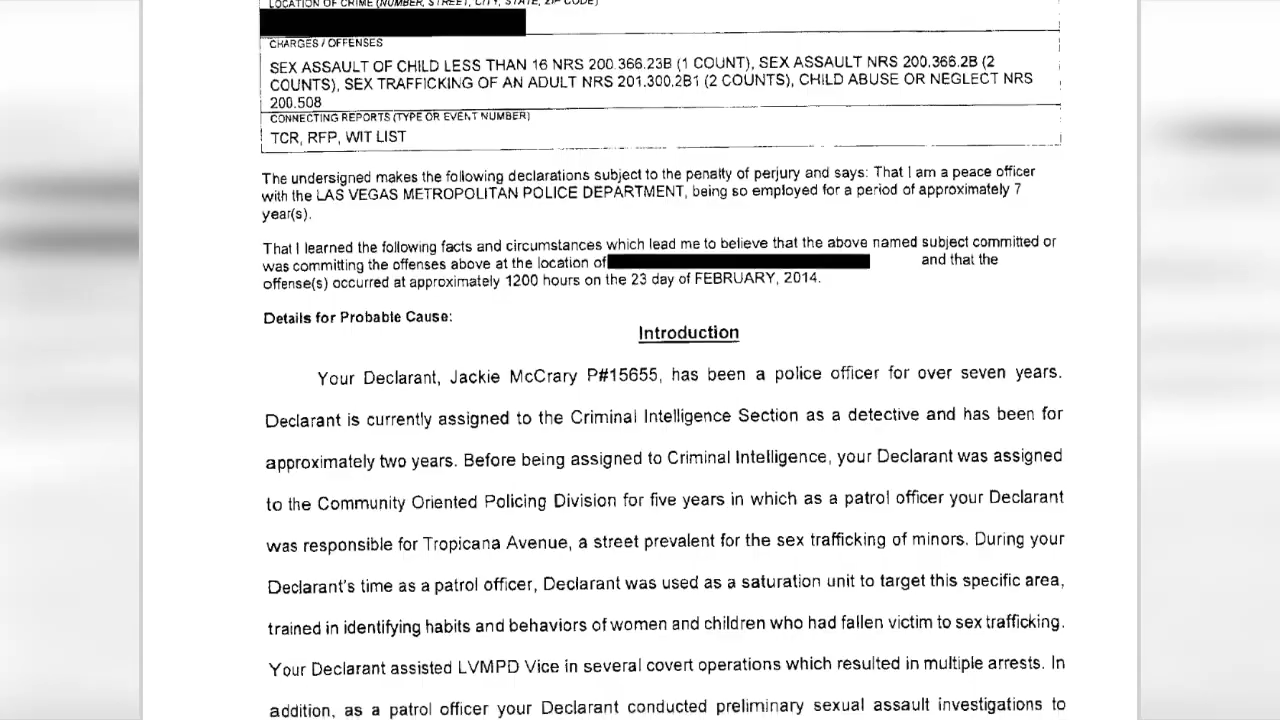 LOCATION OF CRIME (NUMBER, STREET, CITY, STATE, ZIP CODE)
CHARGES / OFFENSES
SEX ASSAULT OF CHILD LESS THAN 16 NRS 200.366.23B (1 COUNT), SEX ASSAULT NRS 200.366.2B (2
COUNTS), SEX TRAFFICKING OF AN ADULT NRS 201.300.2B1 (2 COUNTS), CHILD ABUSE OR NEGLECT NRS
200.508
CONNECTING REPORTS (TYPE OR EVENT NUMBER)
TCR, RFP, WIT LIST
The undersigned makes the following declarations subject to the penalty of perjury and says: That I am a peace officer
with the LAS VEGAS METROPOLITAN POLICE DEPARTMENT, being so employed for a period of approximately 7
year(s).
That I learned the following facts and circumstances which lead me to believe that the above named subject committed or
was committing the offenses above at the location of and that the
offense(s) occurred at approximately 1200 hours on the 23 day of FEBRUARY, 2014.
Details for Probable Cause:
Introduction
Your Declarant, Jackie McCrary P#15655, has been a police officer for over seven years.
Declarant is currently assigned to the Criminal Intelligence Section as a detective and has been for
approximately two years. Before being assigned to Criminal Intelligence, your Declarant was assigned
to the Community Oriented Policing Division for five years in which as a patrol officer your Declarant
was responsible for Tropicana Avenue, a street prevalent for the sex trafficking of minors. During your
Declarant's time as a patrol officer, Declarant was used as a saturation unit to target this specific area,
trained in identifying habits and behaviors of women and children who had fallen victim to sex trafficking.
Your Declarant assisted LVMPD Vice in several covert operations which resulted in multiple arrests. In
addition, as a patrol officer your Declarant conducted preliminary sexual assault investigations to